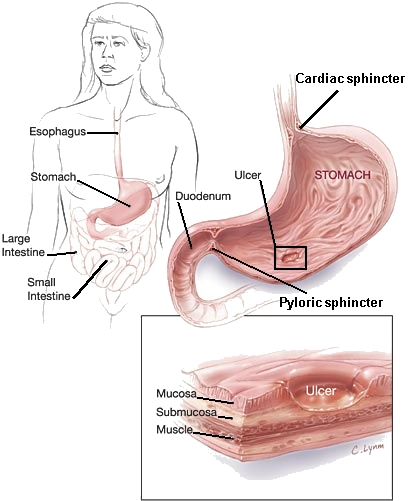 Cardiac sphincter
Esophagus
Stomach
Ulcer
STOMACH
Duodenum
Large
Intestine
Small
Intestine
Pyloric sphincter
Ulcer
Mucosa
Submucosa
Muscle
C. Lynm